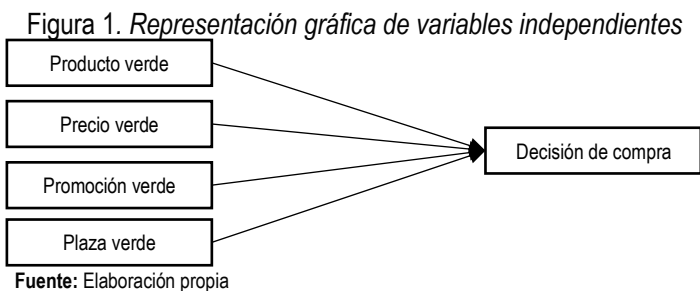 Figura 1. Representación gráfica de variables independientes
Producto verde
Precio verde
Promoción verde
Plaza verde
Decisión de compra
Fuente: Elaboración propia